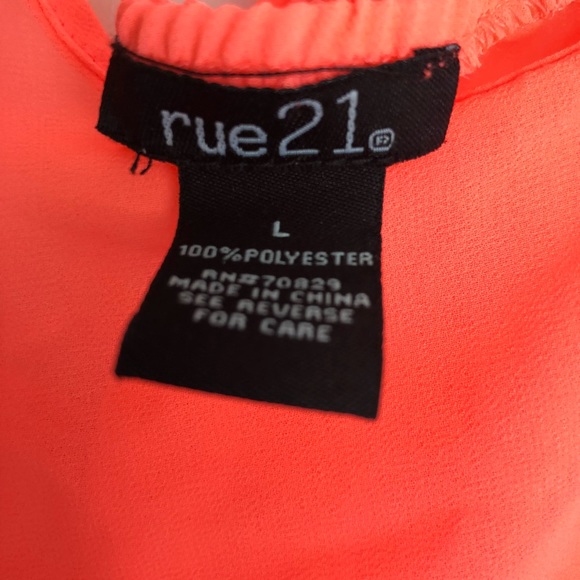 rue21®
L
100% POLYESTER
RN#70829
MADE IN CHINA
SEE REVERSE
FOR CARE